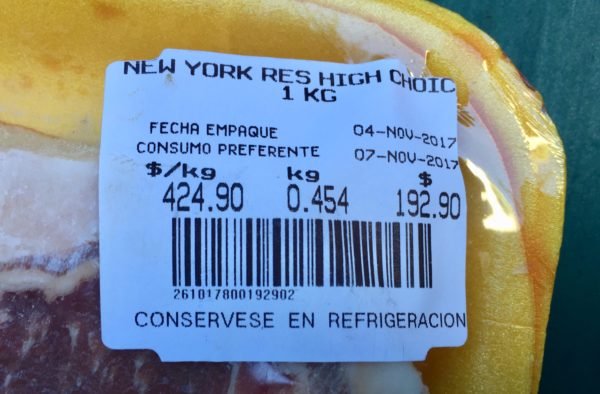 NEW YORK RES HIGH CHOIC
1 KG
FECHA EMPAQUE 04-NOV-2017
CONSUMO PREFERENTE 07-NOV-2017
$/kg kg $
424.90 0.454 192.90
261017800192902
CONSERVESE EN REFRIGERACION